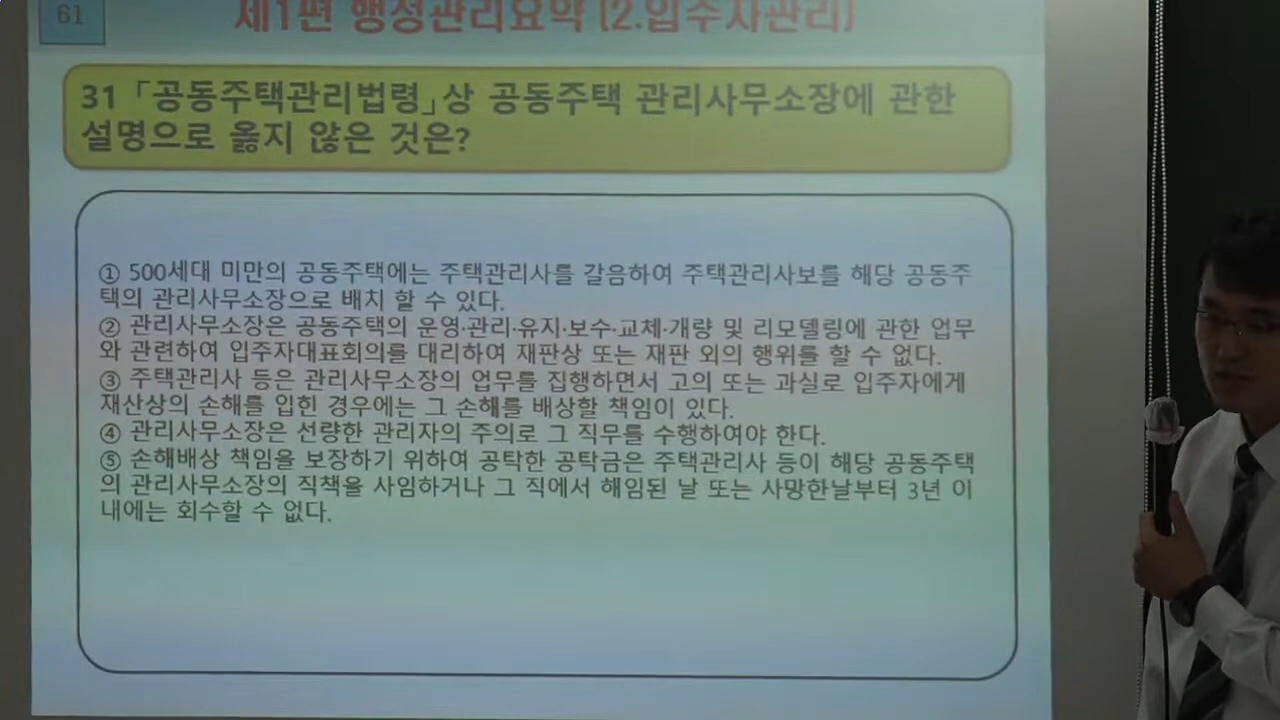 61
제1편 행정관리요약 (2.입주자관리)
31 「공동주택관리법령」상 공동주택 관리사무소장에 관한
설명으로 옳지 않은 것은?
① 500세대 미만의 공동주택에는 주택관리사를 갈음하여 주택관리사보를 해당 공동주
택의 관리사무소장으로 배치 할 수 있다.
② 관리사무소장은 공동주택의 운영·관리·유지·보수·교체·개량 및 리모델링에 관한 업무
와 관련하여 입주자대표회의를 대리하여 재판상 또는 재판 외의 행위를 할 수 없다.
③ 주택관리사 등은 관리사무소장의 업무를 집행하면서 고의 또는 과실로 입주자에게
재산상의 손해를 입힌 경우에는 그 손해를 배상할 책임이 있다.
④ 관리사무소장은 선량한 관리자의 주의로 그 직무를 수행하여야 한다.
⑤ 손해배상 책임을 보장하기 위하여 공탁한 공탁금은 주택관리사 등이 해당 공동주택
의 관리사무소장의 직책을 사임하거나 그 직에서 해임된 날 또는 사망한날부터 3년 이
내에는 회수할 수 없다.